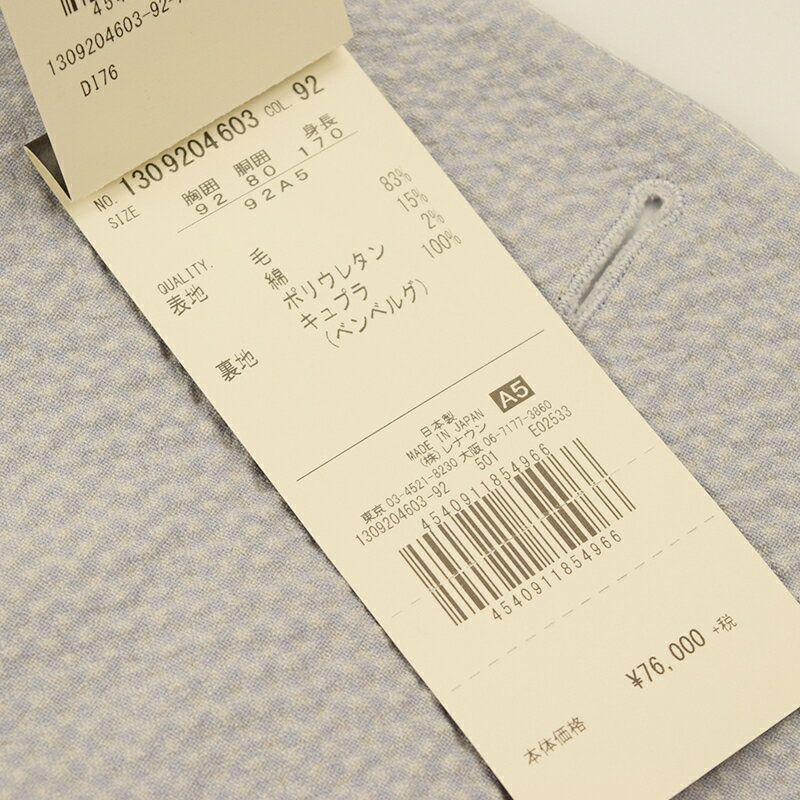 1309204603-92-
DI76
NO. 1309204603 COL. 92
SIZE 胸囲 胴囲 身長
92 80 170
92A5
QUALITY.
表地 毛 83%
綿 15%
ポリウレタン 2%
裏地 キュプラ 100%
(ベンベルグ)
日本製 A5
MADE IN JAPAN
(株)レナウン
東京 03-4521-8230 大阪 06-7177-3860
1309204603-92 501 E02533
4540911854966
4540911854966
¥76,000 +税
本体価格